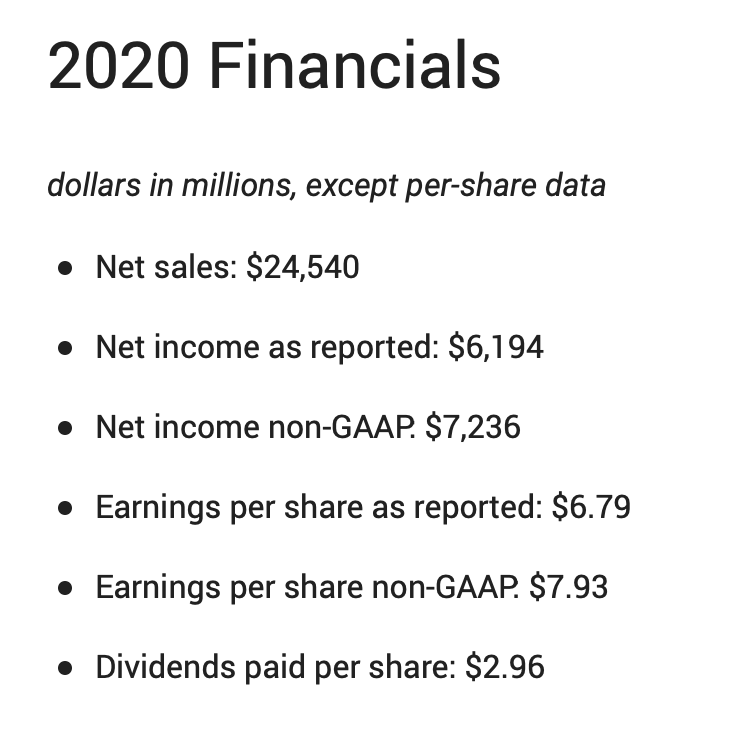 2020 Financials
dollars in millions, except per-share data
● Net sales: $24,540
● Net income as reported: $6,194
● Net income non-GAAP: $7,236
● Earnings per share as reported: $6.79
● Earnings per share non-GAAP: $7.93
● Dividends paid per share: $2.96